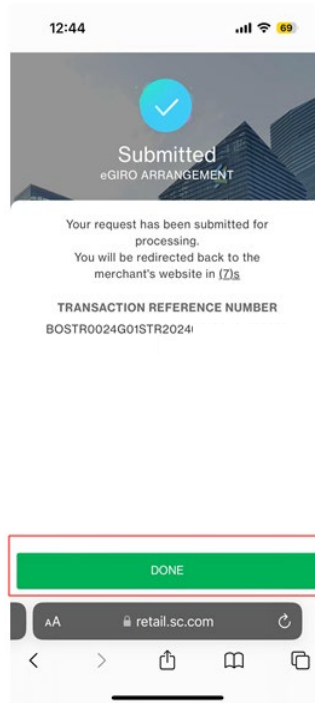 12:44
69
Submitted
eGIRO ARRANGEMENT
Your request has been submitted for
processing.
You will be redirected back to the
merchant's website in (7)s
TRANSACTION REFERENCE NUMBER
BOSTR0024G01STR2024
DONE
AA
retail.sc.com